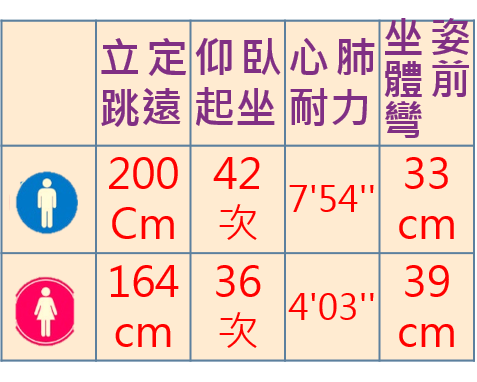 立定跳遠 仰臥起坐 心肺耐力 坐姿體前彎
200 Cm 42 次 7'54'' 33 cm
164 cm 36 次 4'03'' 39 cm